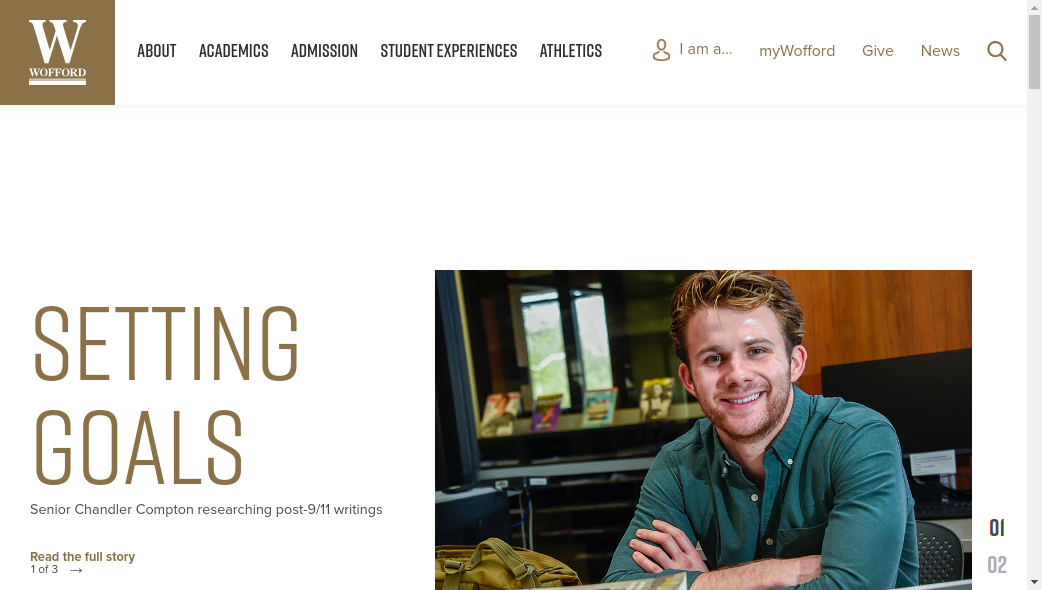 W
WOFFORD
ABOUT ACADEMICS ADMISSION STUDENT EXPERIENCES ATHLETICS I am a... myWofford Give News
SETTING
GOALS
Senior Chandler Compton researching post-9/11 writings
Read the full story
1 of 3 →
01
02